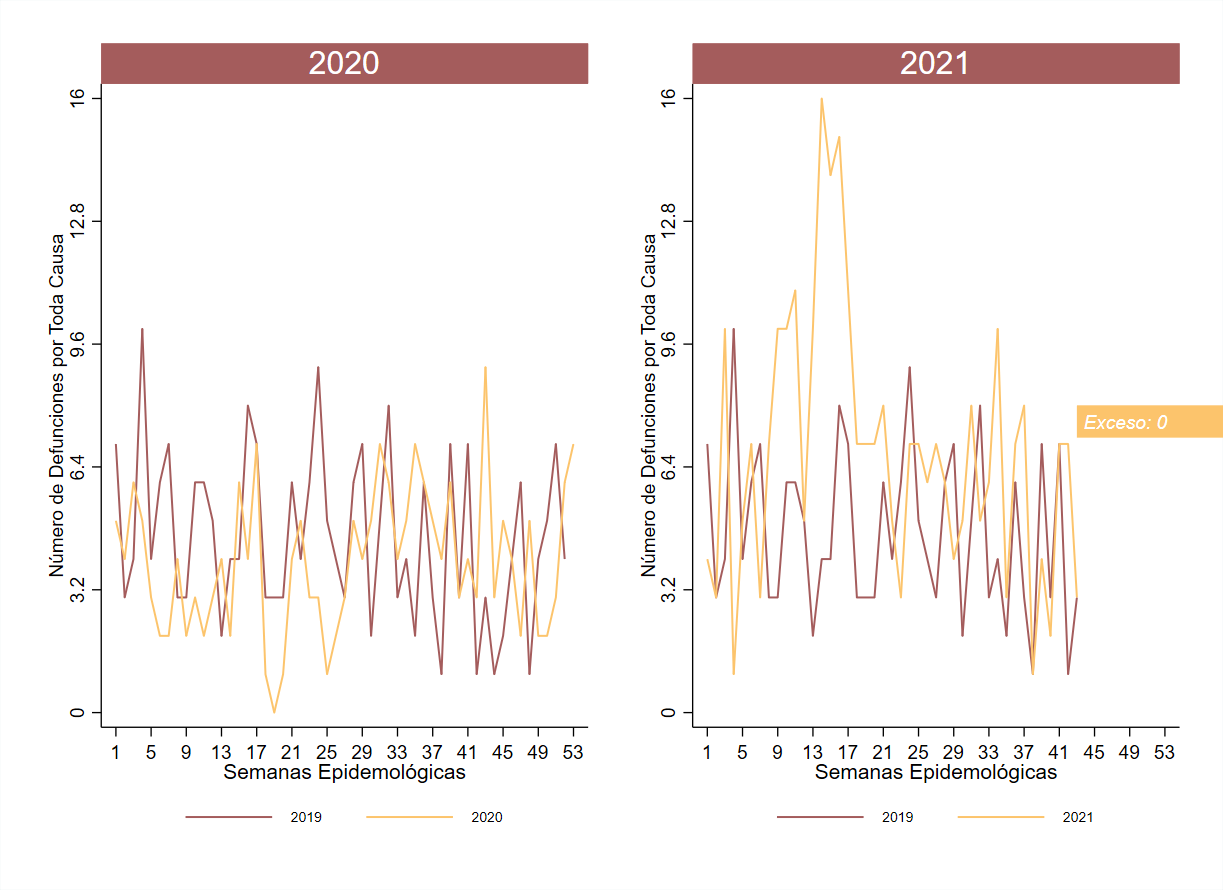 2020
Número de Defunciones por Toda Causa
16
12.8
9.6
6.4
3.2
0
1 5 9 13 17 21 25 29 33 37 41 45 49 53
Semanas Epidemológicas
2019 2020
2021
Número de Defunciones por Toda Causa
16
12.8
9.6
6.4
3.2
0
Exceso: 0
1 5 9 13 17 21 25 29 33 37 41 45 49 53
Semanas Epidemológicas
2019 2021